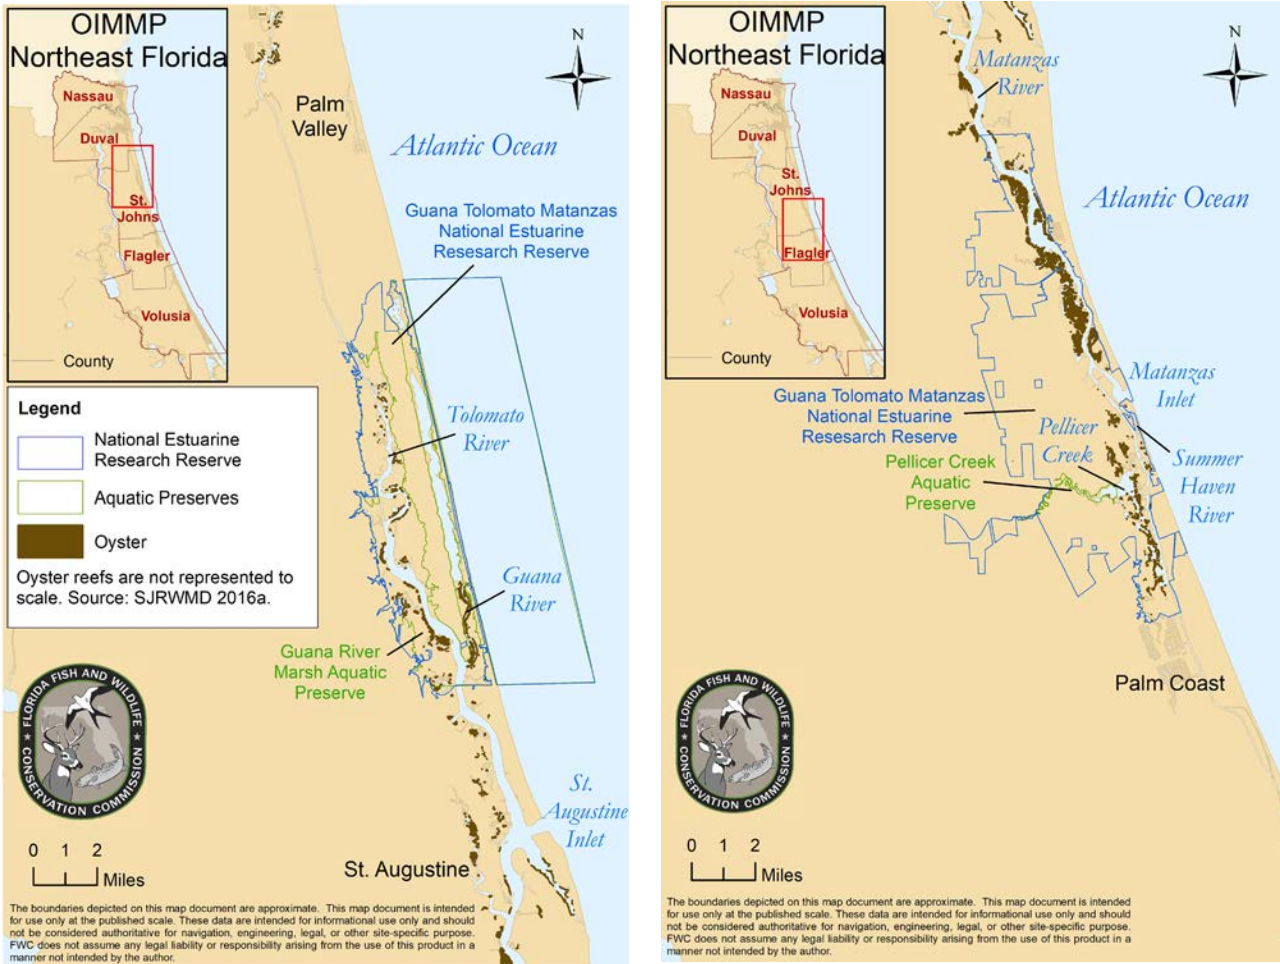 OIMMP
Northeast Florida
Nassau
Duval
St.
Johns
Flagler
Volusia
County
Legend
National Estuarine
Research Reserve
Aquatic Preserves
Oyster
Oyster reefs are not represented to
scale. Source: SJRWMD 2016a.
N
Palm
Valley
Atlantic Ocean
Guana Tolomato Matanzas
National Estuarine
Resesarch Reserve
Tolomato
River
Guana
River
Guana River
Marsh Aquatic
Preserve
St.
Augustine
Inlet
St. Augustine
FLORIDA FISH AND WILDLIFE
CONSERVATION COMMISSION
0 1 2
Miles
The boundaries depicted on this map document are approximate. This map document is intended
for use only at the published scale. These data are intended for informational use only and should
not be considered authoritative for navigation, engineering, legal, or other site-specific purpose.
FWC does not assume any legal liability or responsibility arising from the use of this product in a
manner not intended by the author.
OIMMP
Northeast Florida
Nassau
Duval
St.
Johns
Flagler
Volusia
County
N
Matanzas
River
Atlantic Ocean
Matanzas
Inlet
Guana Tolomato Matanzas
National Estuarine
Resesarch Reserve
Pellicer
Creek
Pellicer Creek
Aquatic
Preserve
Summer
Haven
River
Palm Coast
FLORIDA FISH AND WILDLIFE
CONSERVATION COMMISSION
0 1 2
Miles
The boundaries depicted on this map document are approximate. This map document is intended
for use only at the published scale. These data are intended for informational use only and should
not be considered authoritative for navigation, engineering, legal, or other site-specific purpose.
FWC does not assume any legal liability or responsibility arising from the use of this product in a
manner not intended by the author.